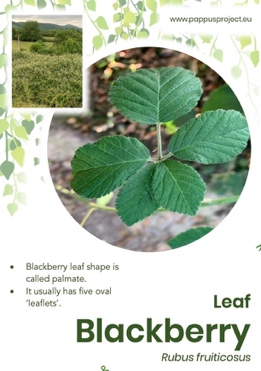 www.pappusproject.eu
• Blackberry leaf shape is
called palmate.
• It usually has five oval
'leaflets'.
Leaf
Blackberry
Rubus fruiticosus